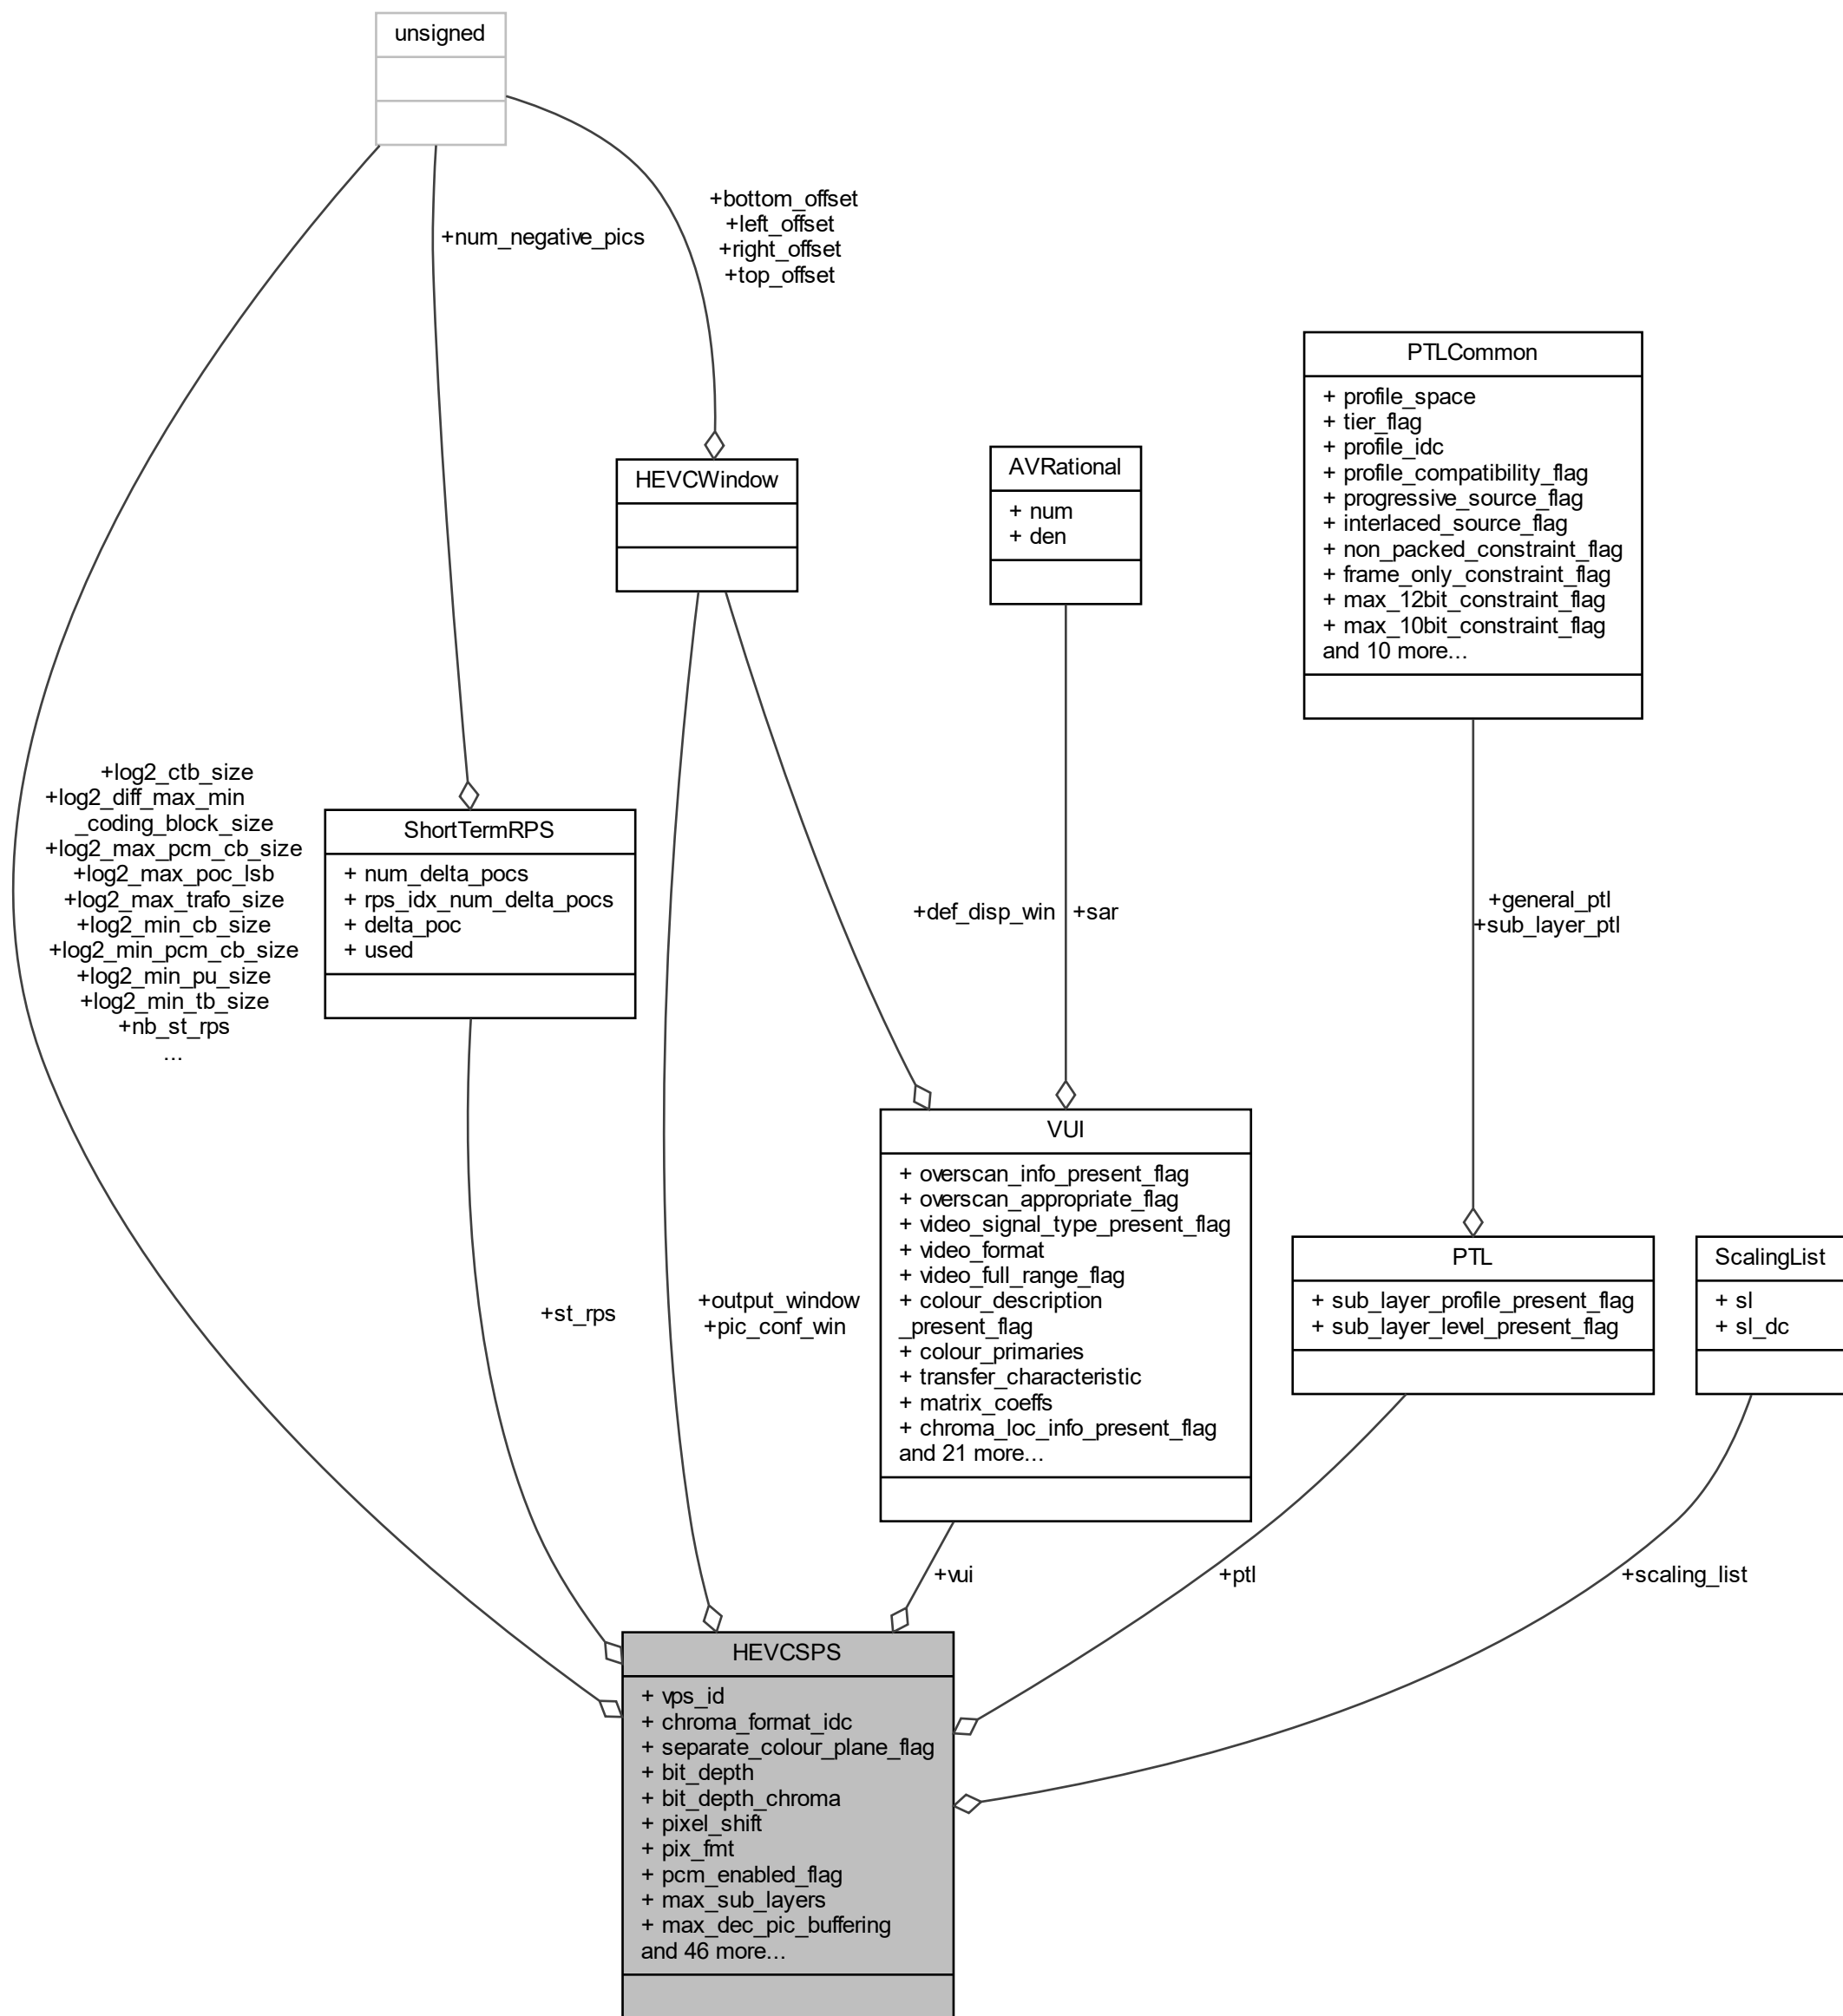 unsigned
+bottom_offset
+left_offset
+right_offset
+top_offset
+num_negative_pics
PTLCommon
+ profile_space
+ tier_flag
+ profile_idc
+ profile_compatibility_flag
+ progressive_source_flag
+ interlaced_source_flag
+ non_packed_constraint_flag
+ frame_only_constraint_flag
+ max_12bit_constraint_flag
+ max_10bit_constraint_flag
and 10 more...
HEVCWindow
AVRational
+ num
+ den
+log2_ctb_size
+log2_diff_max_min
_coding_block_size
+log2_max_pcm_cb_size
+log2_max_poc_lsb
+log2_max_trafo_size
+log2_min_cb_size
+log2_min_pcm_cb_size
+log2_min_pu_size
+log2_min_tb_size
+nb_st_rps
...
ShortTermRPS
+ num_delta_pocs
+ rps_idx_num_delta_pocs
+ delta_poc
+ used
+def_disp_win
+sar
+general_ptl
+sub_layer_ptl
VUI
+ overscan_info_present_flag
+ overscan_appropriate_flag
+ video_signal_type_present_flag
+ video_format
+ video_full_range_flag
+ colour_description
_present_flag
+ colour_primaries
+ transfer_characteristic
+ matrix_coeffs
+ chroma_loc_info_present_flag
and 21 more...
PTL
+ sub_layer_profile_present_flag
+ sub_layer_level_present_flag
ScalingList
+ sl
+ sl_dc
+st_rps
+output_window
+pic_conf_win
+vui
+ptl
+scaling_list
HEVCSPS
+ vps_id
+ chroma_format_idc
+ separate_colour_plane_flag
+ bit_depth
+ bit_depth_chroma
+ pixel_shift
+ pix_fmt
+ pcm_enabled_flag
+ max_sub_layers
+ max_dec_pic_buffering
and 46 more...